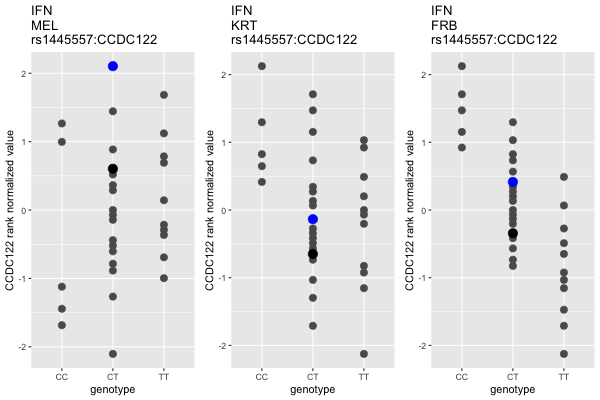 IFN
MEL
rs1445557:CCDC122
CCDC122 rank normalized value
2
1
0
-1
-2
CC CT TT
genotype
IFN
KRT
rs1445557:CCDC122
CCDC122 rank normalized value
2
1
0
-1
-2
CC CT TT
genotype
IFN
FRB
rs1445557:CCDC122
CCDC122 rank normalized value
2
1
0
-1
-2
CC CT TT
genotype